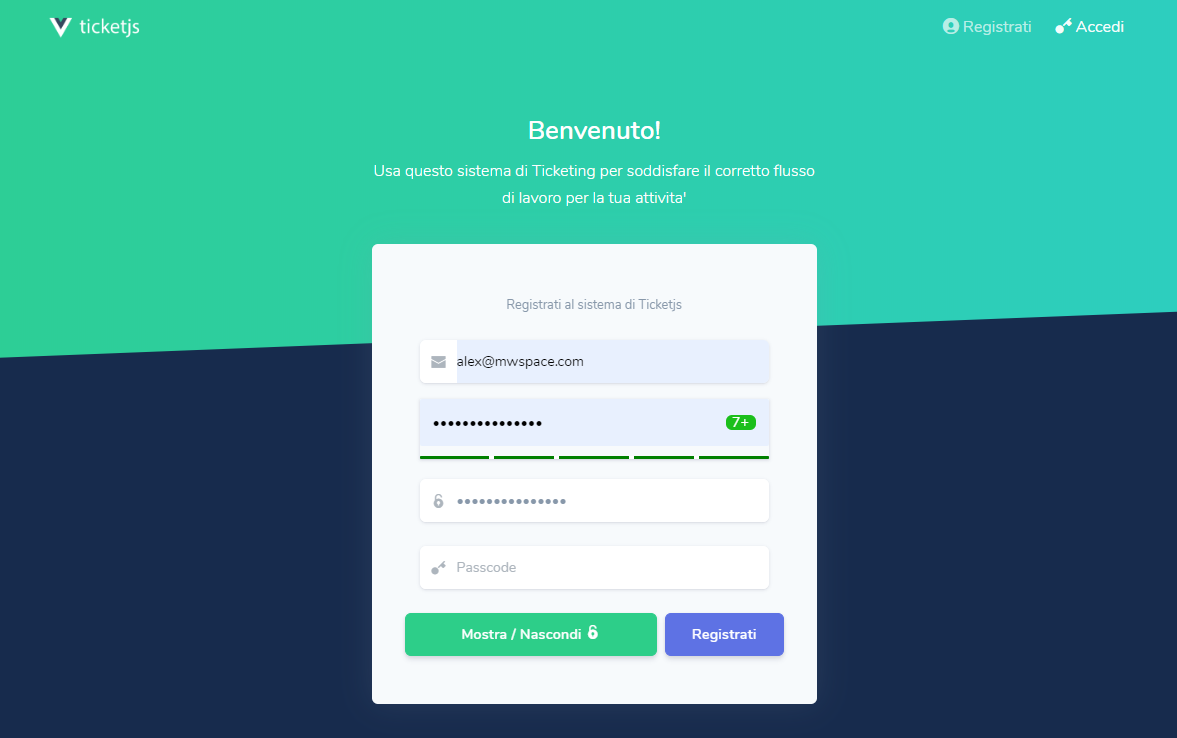 ticketjs
Registrati
Accedi
Benvenuto!
Usa questo sistema di Ticketing per soddisfare il corretto flusso
di lavoro per la tua attivita'
Registrati al sistema di Ticketjs
alex@mwspace.com
•••••••••••••••
7+
•••••••••••••••
Passcode
Mostra / Nascondi
Registrati